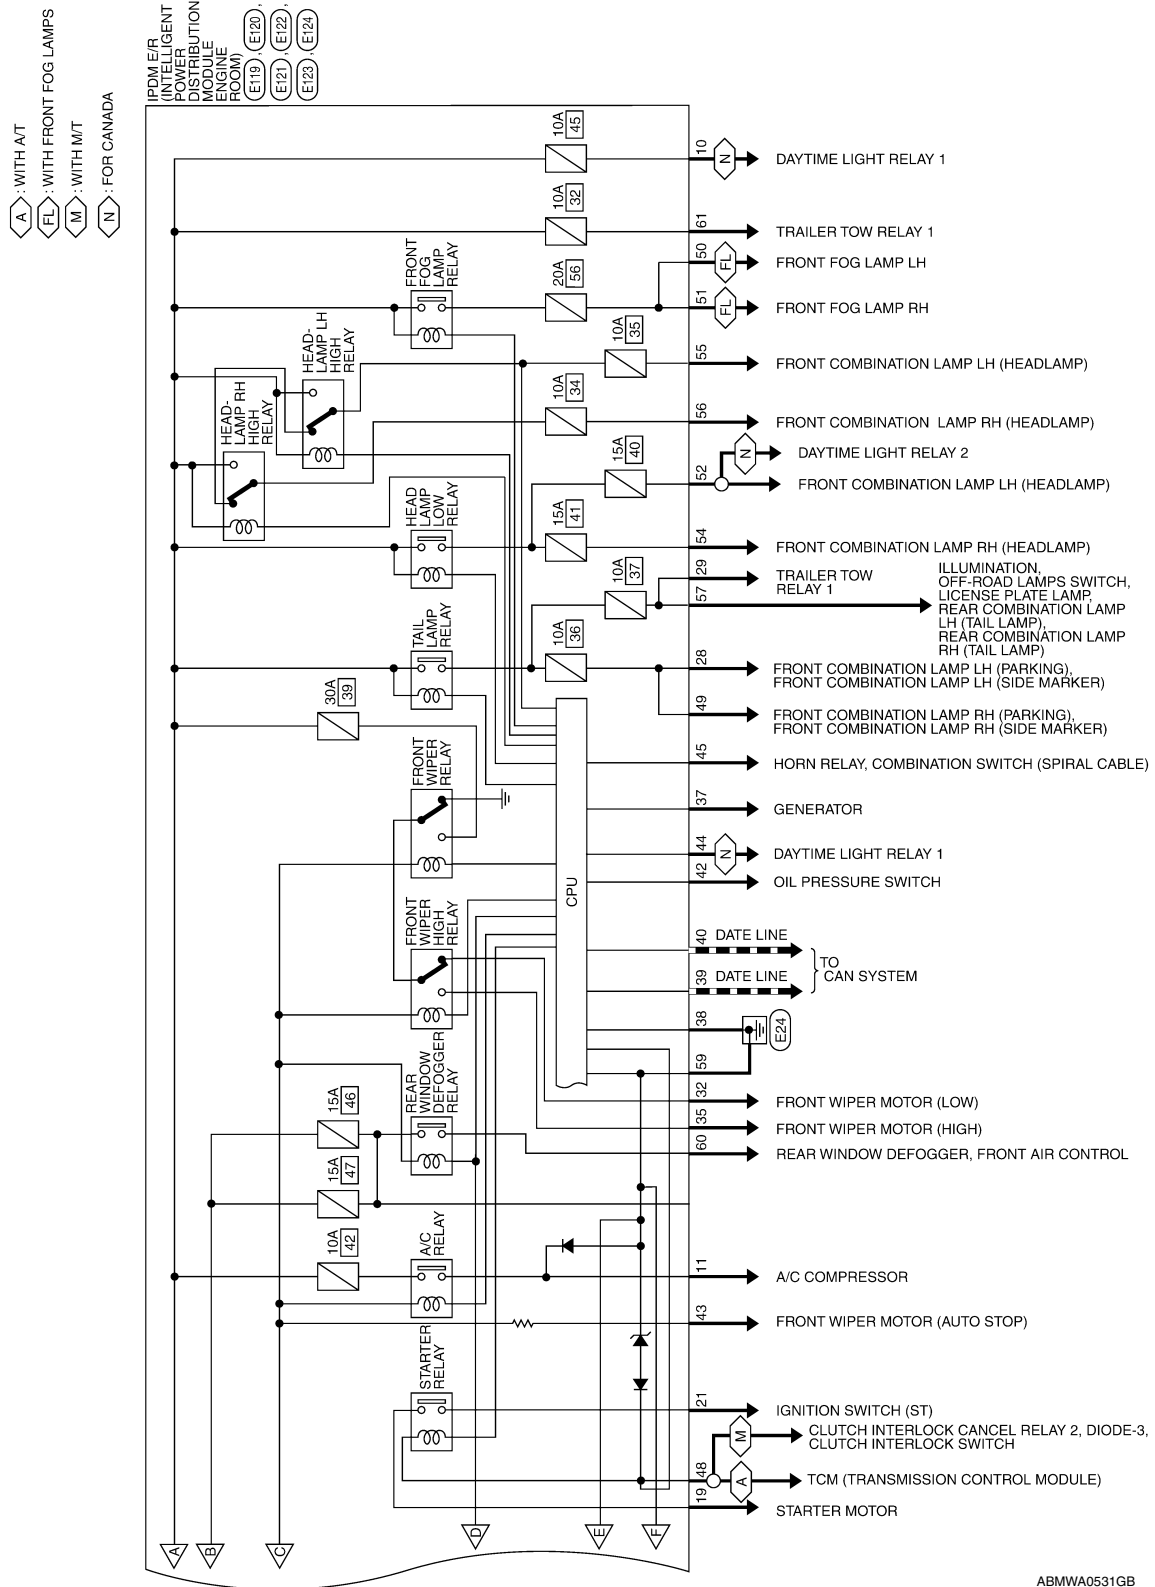 A : WITH A/T
FL : WITH FRONT FOG LAMPS
M : WITH M/T
N : FOR CANADA
IPDM E/R
(INTELLIGENT
POWER
DISTRIBUTION
MODULE
ENGINE
ROOM)
E119 , E120 ,
E121 , E122 ,
E123 , E124
10A
45
10
N
DAYTIME LIGHT RELAY 1
10A
32
61
TRAILER TOW RELAY 1
FRONT
FOG
LAMP
RELAY
20A
56
50
FL
FRONT FOG LAMP LH
51
FL
FRONT FOG LAMP RH
HEAD-
LAMP LH
HIGH
RELAY
10A
35
55
FRONT COMBINATION LAMP LH (HEADLAMP)
HEAD-
LAMP RH
HIGH
RELAY
10A
34
56
FRONT COMBINATION LAMP RH (HEADLAMP)
15A
40
52
N
DAYTIME LIGHT RELAY 2
FRONT COMBINATION LAMP LH (HEADLAMP)
HEAD
LAMP
LOW
RELAY
15A
41
54
FRONT COMBINATION LAMP RH (HEADLAMP)
10A
37
29
TRAILER TOW
RELAY 1
57
ILLUMINATION,
OFF-ROAD LAMPS SWITCH,
LICENSE PLATE LAMP,
REAR COMBINATION LAMP
LH (TAIL LAMP),
REAR COMBINATION LAMP
RH (TAIL LAMP)
TAIL
LAMP
RELAY
10A
36
28
FRONT COMBINATION LAMP LH (PARKING),
FRONT COMBINATION LAMP LH (SIDE MARKER)
30A
39
49
FRONT COMBINATION LAMP RH (PARKING),
FRONT COMBINATION LAMP RH (SIDE MARKER)
FRONT
WIPER
RELAY
45
HORN RELAY, COMBINATION SWITCH (SPIRAL CABLE)
37
GENERATOR
44
N
DAYTIME LIGHT RELAY 1
CPU
42
OIL PRESSURE SWITCH
FRONT
WIPER
HIGH
RELAY
40
DATE LINE
39
DATE LINE
TO
CAN SYSTEM
38
E24
59
REAR
WINDOW
DEFOGGER
RELAY
32
FRONT WIPER MOTOR (LOW)
35
FRONT WIPER MOTOR (HIGH)
15A
46
60
REAR WINDOW DEFOGGER, FRONT AIR CONTROL
15A
47
10A
42
A/C
RELAY
11
A/C COMPRESSOR
43
FRONT WIPER MOTOR (AUTO STOP)
STARTER
RELAY
21
IGNITION SWITCH (ST)
M
CLUTCH INTERLOCK CANCEL RELAY 2, DIODE-3,
CLUTCH INTERLOCK SWITCH
48
A
TCM (TRANSMISSION CONTROL MODULE)
19
STARTER MOTOR
A
B
C
D
E
F
ABMWA0531GB